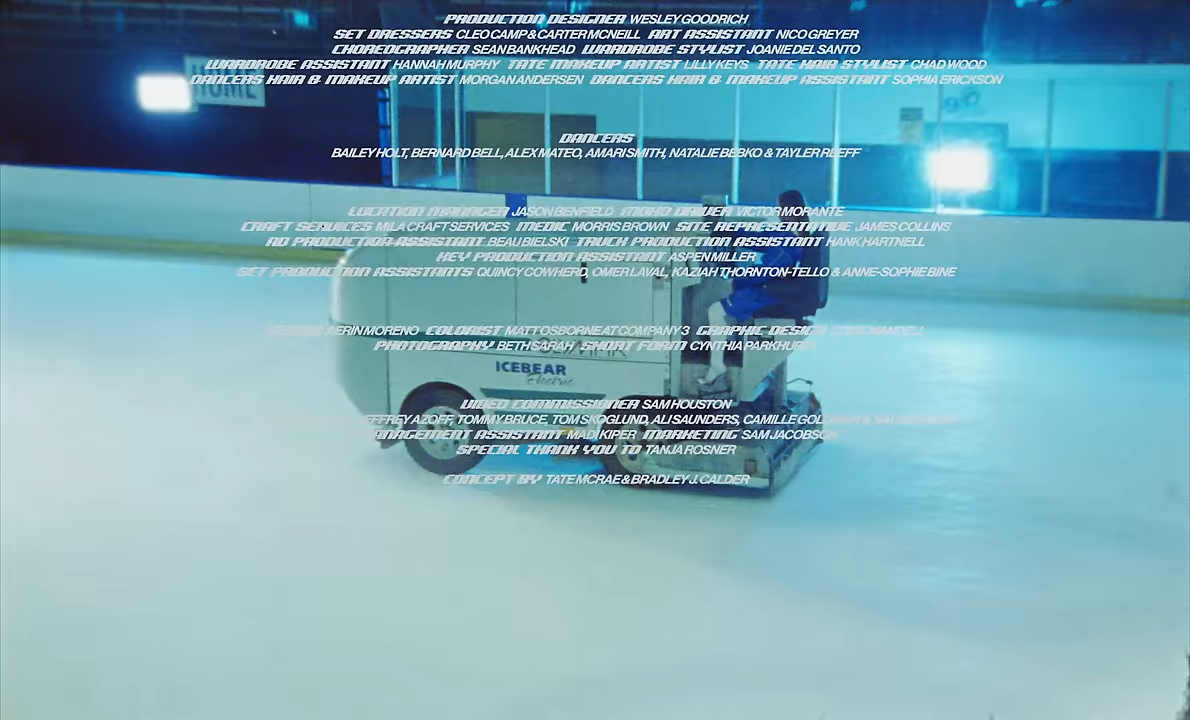 PRODUCTION DESIGNER WESLEY GOODRICH
SET DRESSERS CLEO CAMP & CARTER MCNEILL ART ASSISTANT NICO GREYER
CHOREOGRAPHER SEAN BANKHEAD WARDROBE STYLIST JOANIE DEL SANTO
WARDROBE ASSISTANT HANNAH MURPHY TATE MAKEUP ARTIST LILLY KEYS TATE HAIR STYLIST CHAD WOOD
DANCERS HAIR & MAKEUP ARTIST MORGAN ANDERSEN DANCERS HAIR & MAKEUP ASSISTANT SOPHIA ERICKSON
HOME
DANCERS
BAILEY HOLT, BERNARD BELL, ALEX MATEO, AMARI SMITH, NATALIE BEBKO & TAYLER REEFF
LOCATION MANAGER JASON BENFIELD MOHO DRIVER VICTOR MORANTE
CRAFT SERVICES MILA CRAFT SERVICES MEDIC MORRIS BROWN SITE REPRESENTATIVE JAMES COLLINS
AD PRODUCTION ASSISTANT BEAU BIELSKI TRUCK PRODUCTION ASSISTANT HANK HARTNELL
KEY PRODUCTION ASSISTANT ASPEN MILLER
SET PRODUCTION ASSISTANTS QUINCY COWHERD, OMER LAVAL, KAZIAH THORNTON-TELLO & ANNE-SOPHIE BINE
AERIN MORENO COLORIST MATT OSBORNE AT COMPANY 3 GRAPHIC DESIGN
PHOTOGRAPHY BETH SARAH SHORT FORM CYNTHIA PARKHURST
ICEBEAR
Electric
VIDEO COMMISSIONER SAM HOUSTON
JEFFREY AZOFF, TOMMY BRUCE, TOM SKOGLUND, ALI SAUNDERS, CAMILLE
MANAGEMENT ASSISTANT MADI KIPER MARKETING SAM JACOBSON
SPECIAL THANK YOU TO TANJA ROSNER
CONCEPT BY TATE MCRAE & BRADLEY J. CALDER